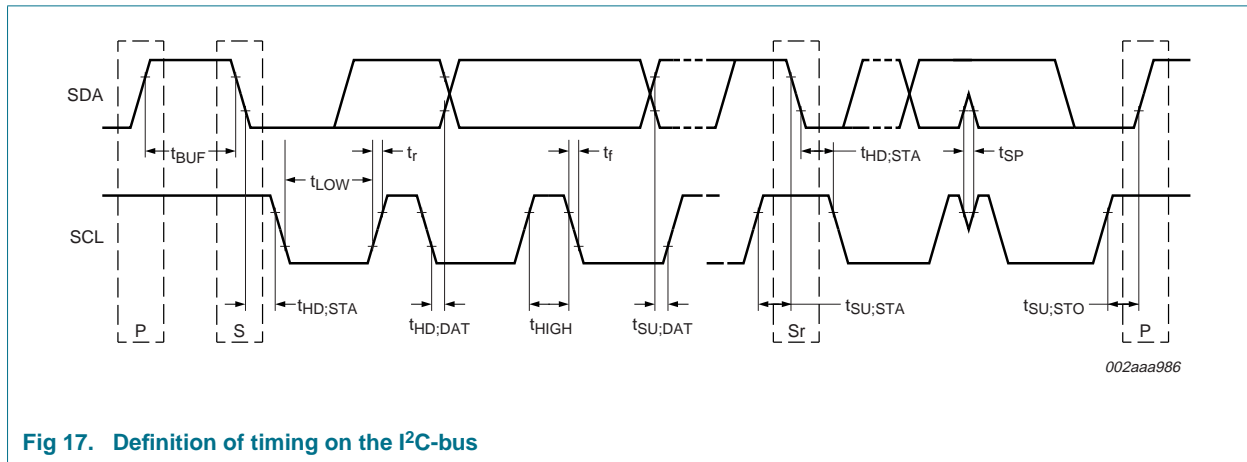 SDA
tBUF
tr
tf
tHD;STA
tSP
tLOW
SCL
tHD;STA
tHD;DAT
tHIGH
tSU;DAT
tSU;STA
tSU;STO
P
S
Sr
P
002aaa986
Fig 17. Definition of timing on the I²C-bus